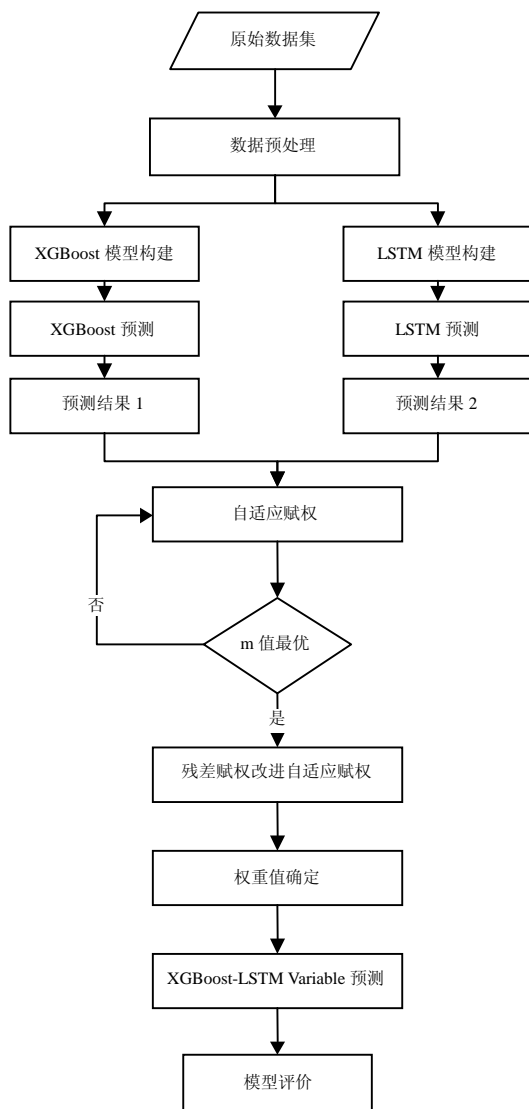 原始数据集
数据预处理
XGBoost 模型构建
LSTM 模型构建
XGBoost 预测
LSTM 预测
预测结果 1
预测结果 2
自适应赋权
否
m 值最优
是
残差赋权改进自适应赋权
权重值确定
XGBoost-LSTM Variable 预测
模型评价